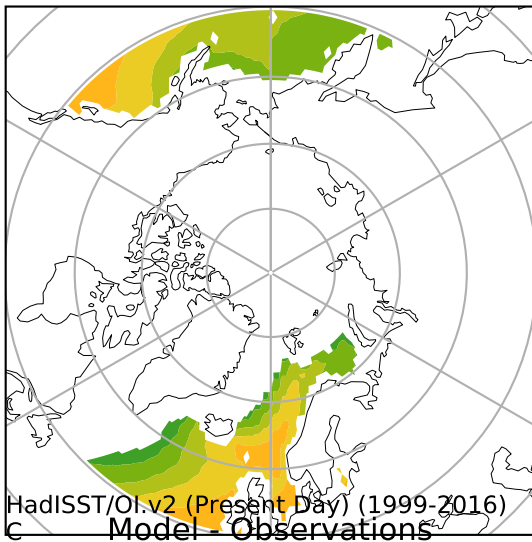 HadISST/OI.v2 (Present Day) (1999-2016)
C Model - Observations